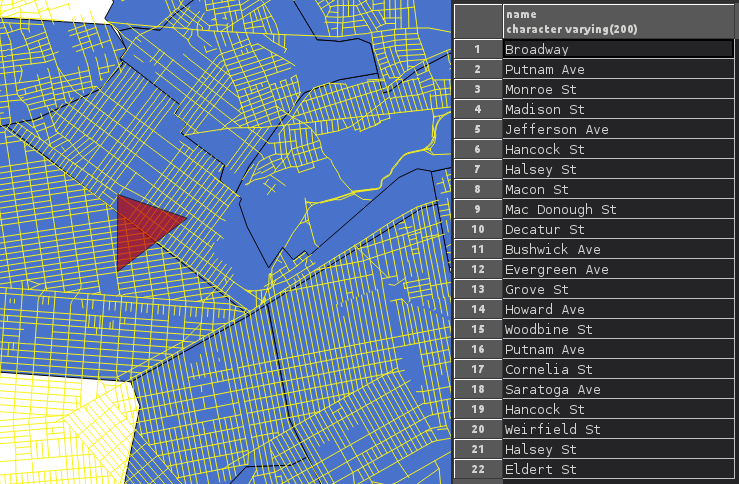 name
character varying(200)
1 Broadway
2 Putnam Ave
3 Monroe St
4 Madison St
5 Jefferson Ave
6 Hancock St
7 Halsey St
8 Macon St
9 Mac Donough St
10 Decatur St
11 Bushwick Ave
12 Evergreen Ave
13 Grove St
14 Howard Ave
15 Woodbine St
16 Putnam Ave
17 Cornelia St
18 Saratoga Ave
19 Hancock St
20 Weirfield St
21 Halsey St
22 Eldert St